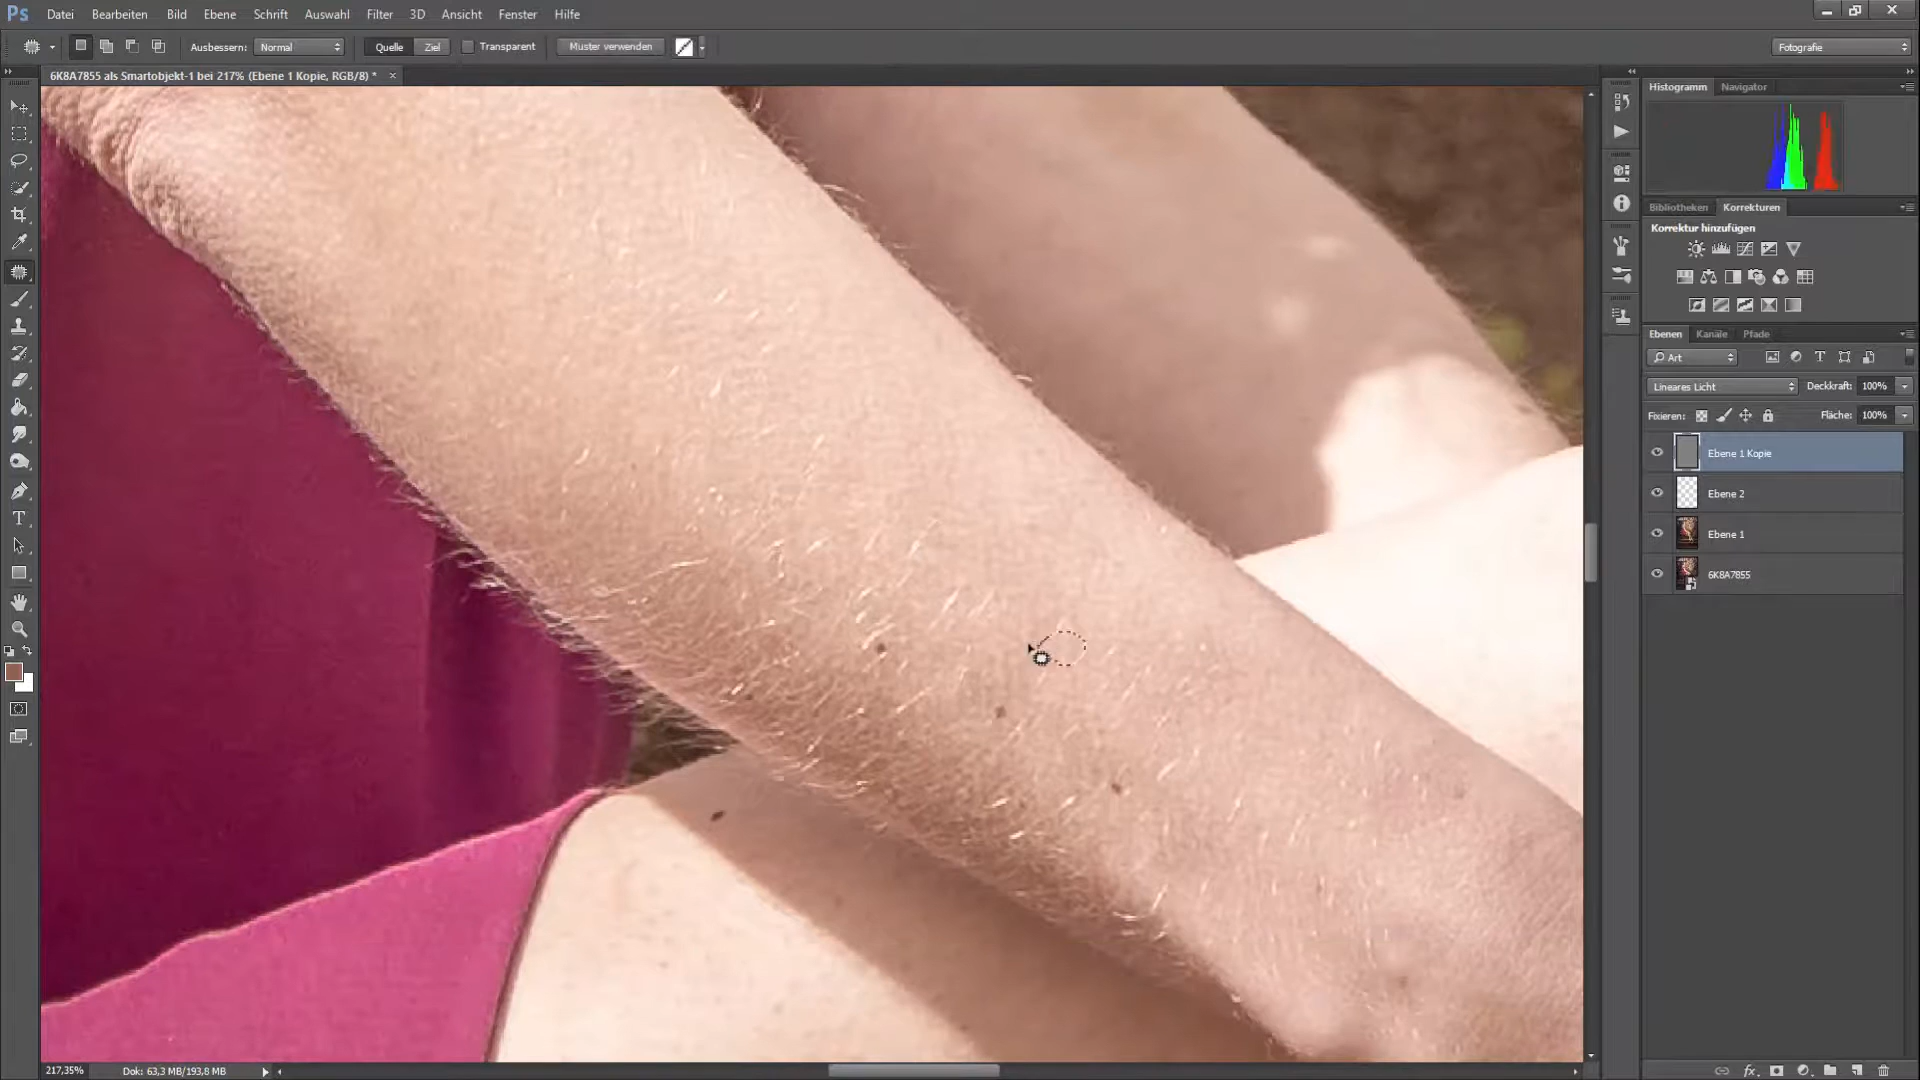 Ps Datei Bearbeiten Bild Ebene Schrift Auswahl Filter 3D Ansicht Fenster Hilfe
Ausbessern: Normal Quelle Ziel Transparent Muster verwenden Fotografie
6K8A7855 als Smartobjekt-1 bei 217% (Ebene 1 Kopie, RGB/8) *
Histogramm Navigator
Bibliotheken Korrekturen
Korrektur hinzufügen
Ebenen Kanäle Pfade
Art
Lineares Licht Deckkraft: 100%
Fixieren: Fläche: 100%
Ebene 1 Kopie
Ebene 2
Ebene 1
6K8A7855
217,35% Dok: 63,3 MB/193,8 MB